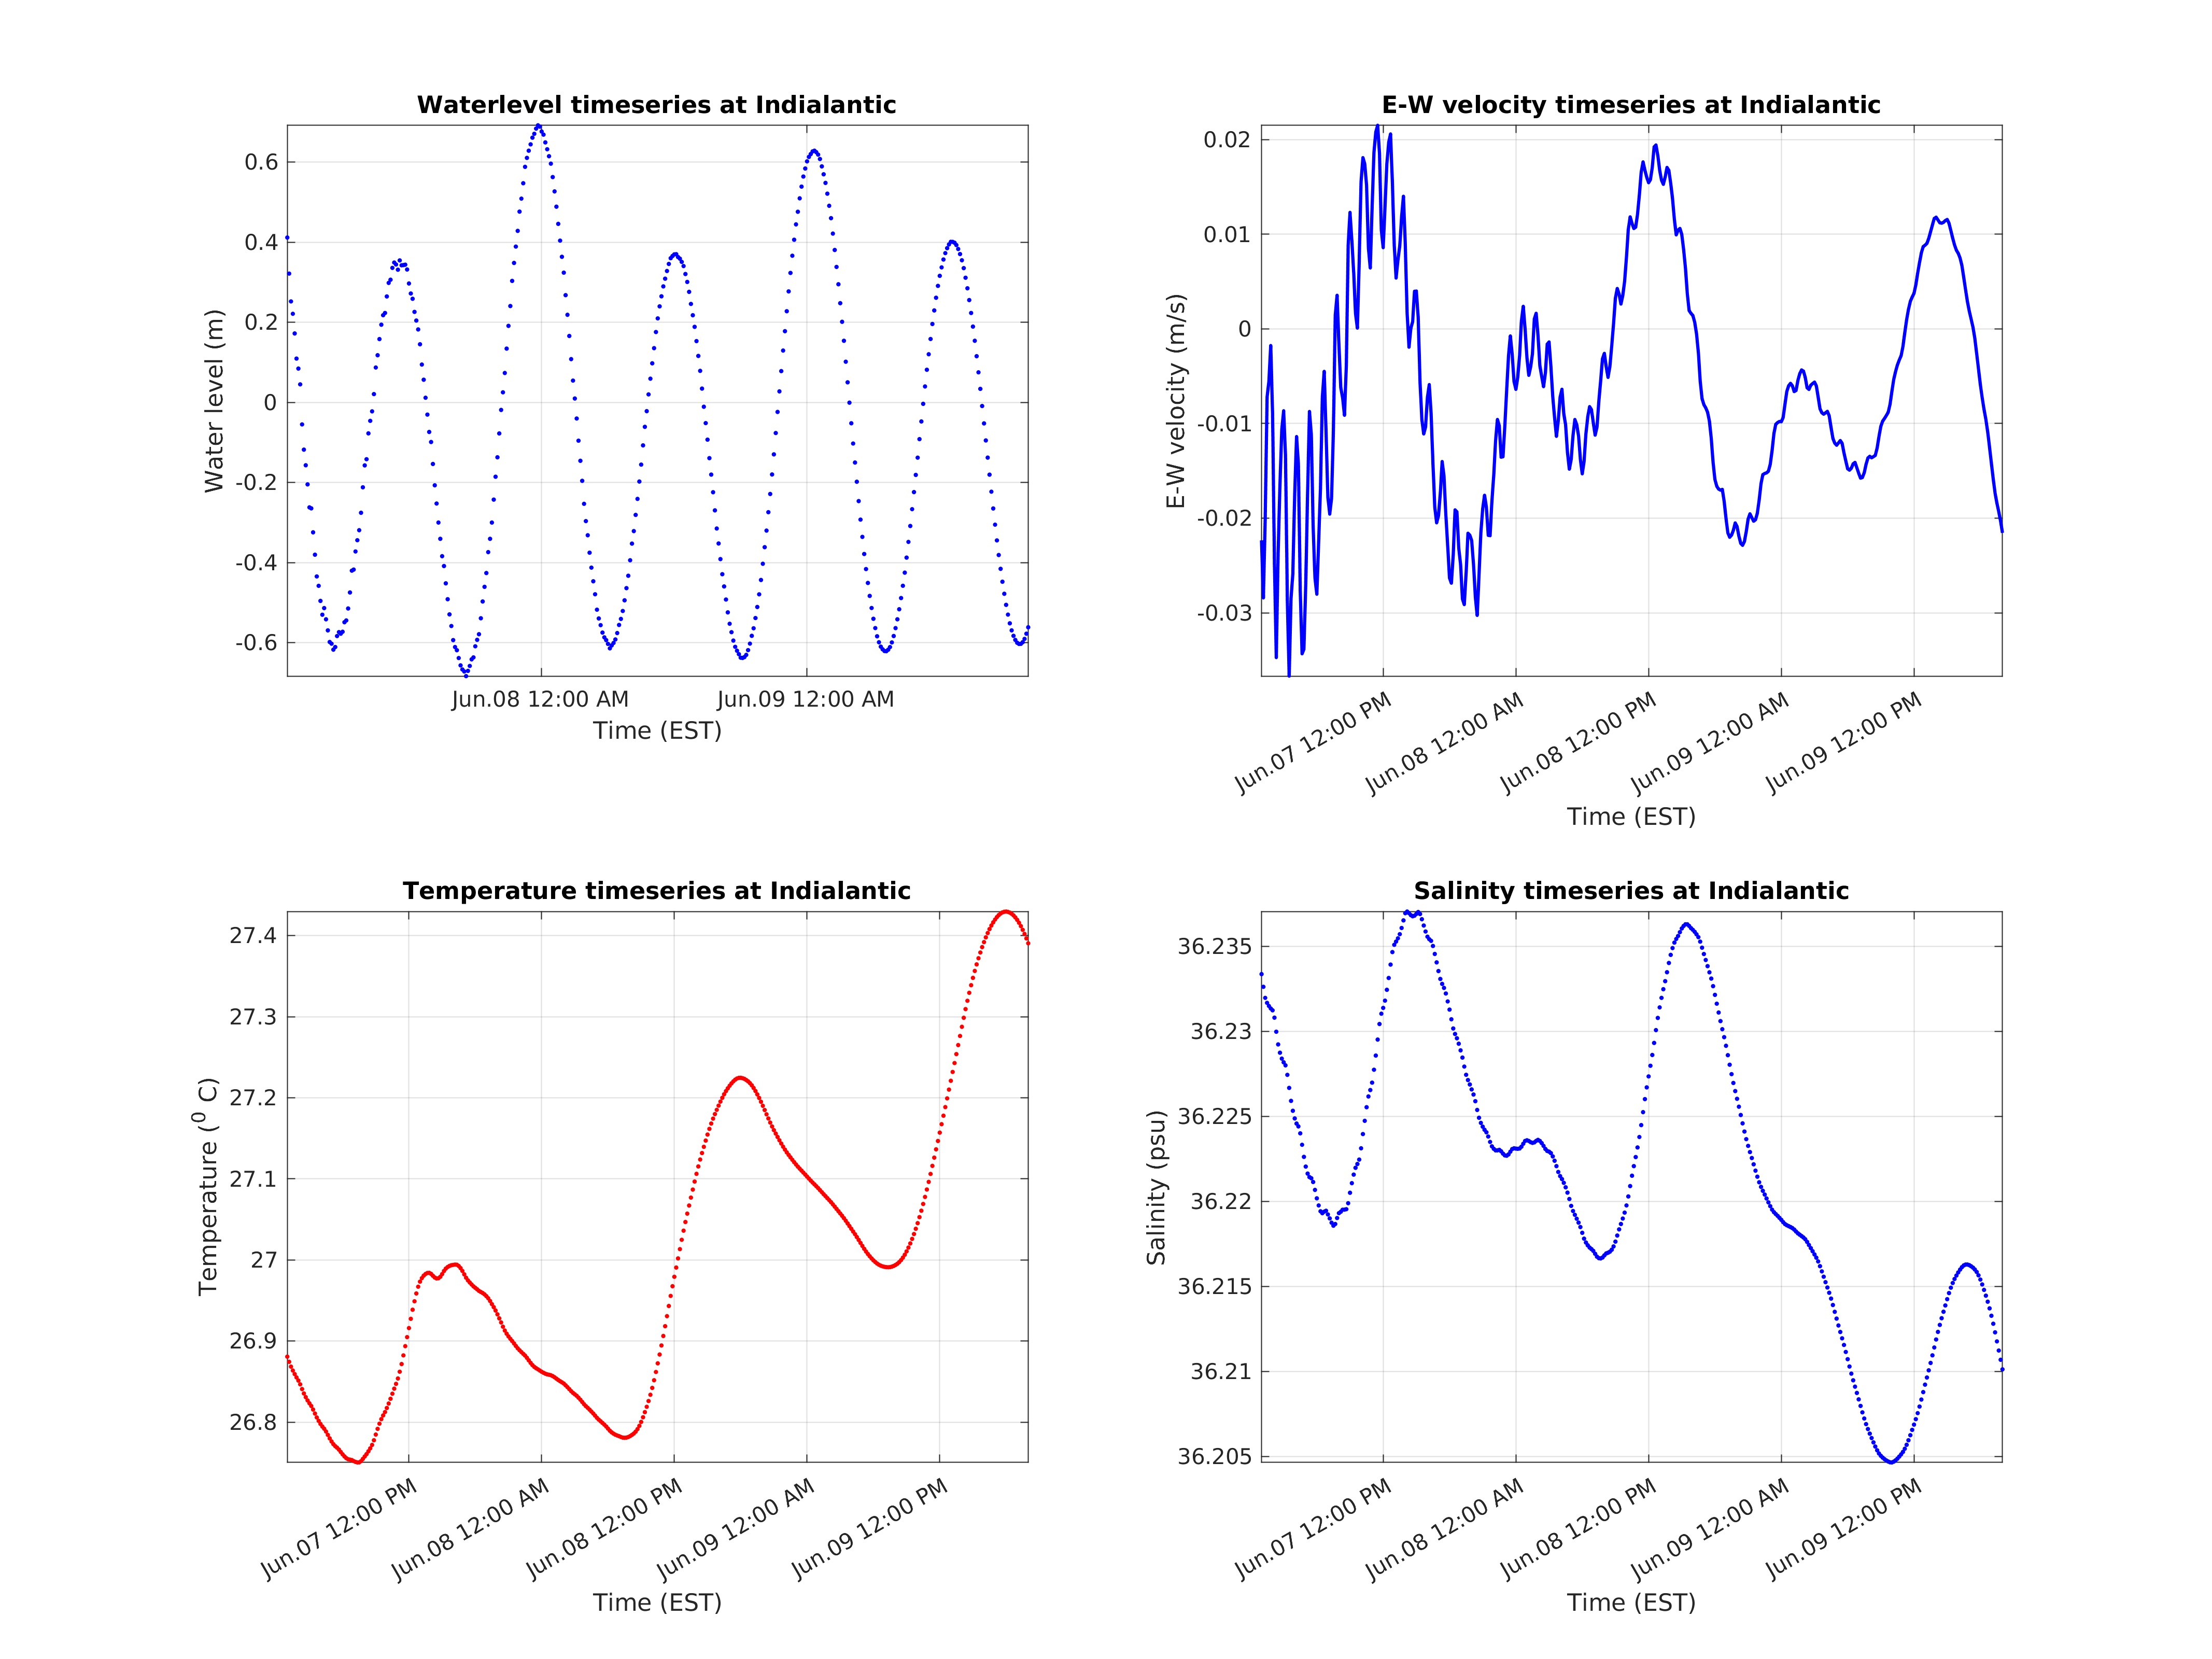 Waterlevel timeseries at Indialantic
0.6
0.4
0.2
0
-0.2
-0.4
-0.6
Water level (m)
Jun.08 12:00 AM
Jun.09 12:00 AM
Time (EST)
E-W velocity timeseries at Indialantic
0.02
0.01
0
-0.01
-0.02
-0.03
E-W velocity (m/s)
Jun.07 12:00 PM
Jun.08 12:00 AM
Jun.08 12:00 PM
Jun.09 12:00 AM
Jun.09 12:00 PM
Time (EST)
Temperature timeseries at Indialantic
27.4
27.3
27.2
27.1
27
26.9
26.8
Temperature (⁰ C)
Jun.07 12:00 PM
Jun.08 12:00 AM
Jun.08 12:00 PM
Jun.09 12:00 AM
Jun.09 12:00 PM
Time (EST)
Salinity timeseries at Indialantic
36.235
36.23
36.225
36.22
36.215
36.21
36.205
Salinity (psu)
Jun.07 12:00 PM
Jun.08 12:00 AM
Jun.08 12:00 PM
Jun.09 12:00 AM
Jun.09 12:00 PM
Time (EST)